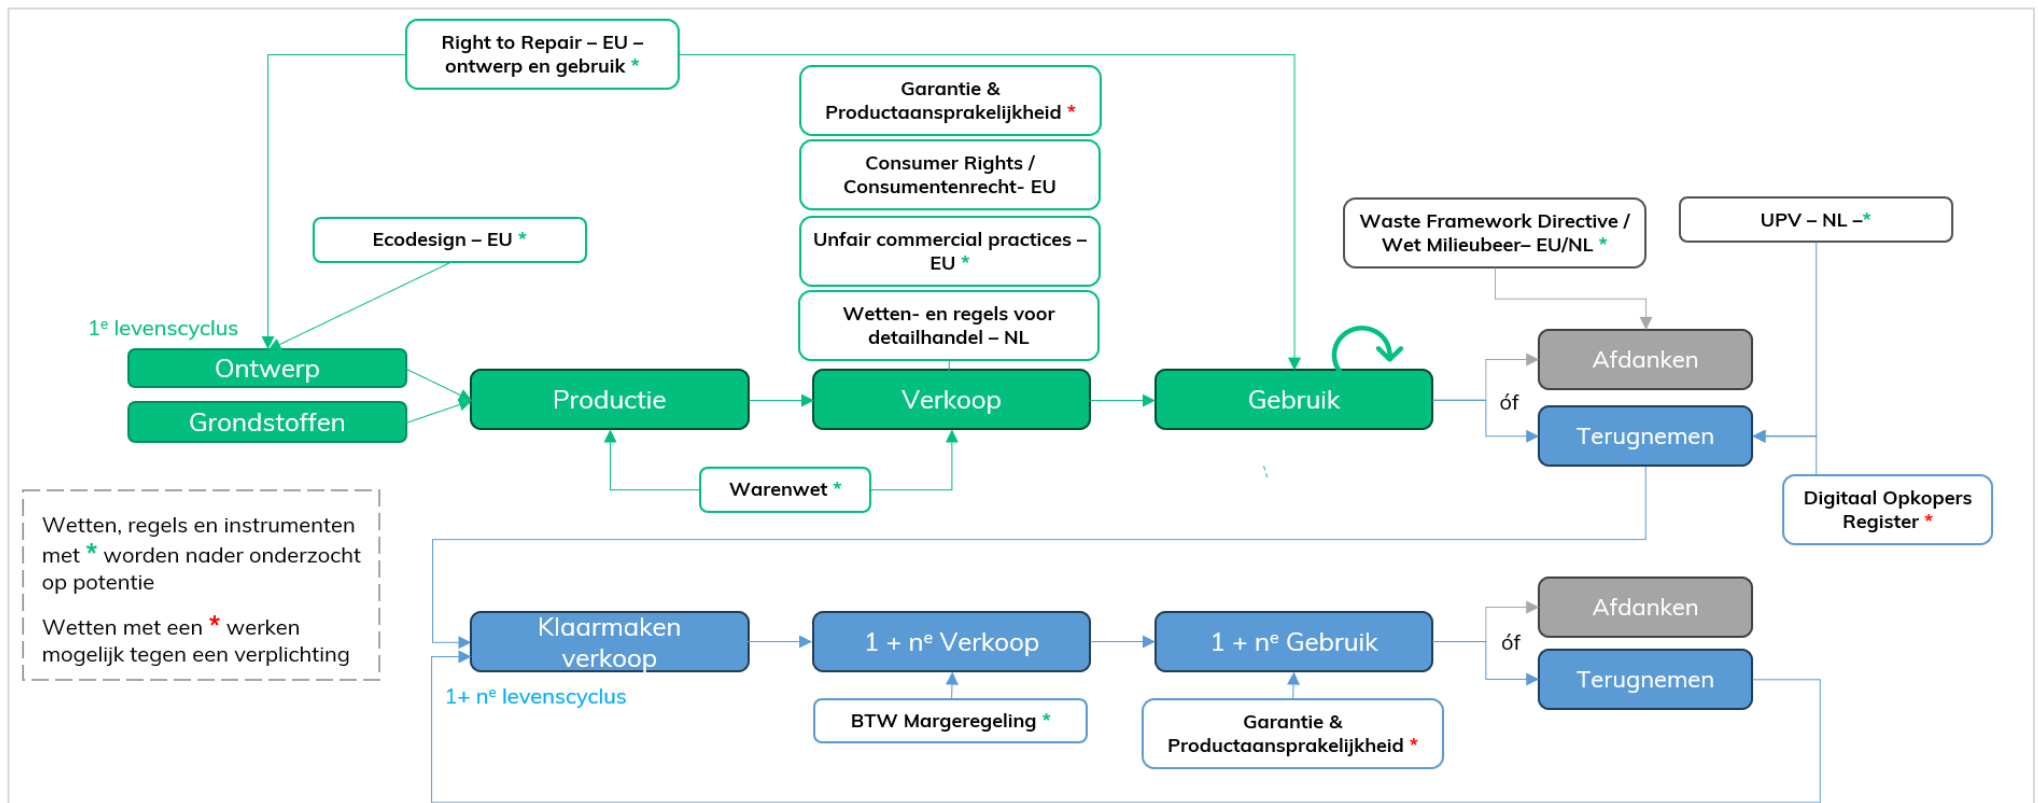 Right to Repair – EU –
ontwerp en gebruik *
Garantie &
Productaansprakelijkheid *
Consumer Rights /
Consumentenrecht- EU
Unfair commercial practices –
EU *
Wetten- en regels voor
detailhandel – NL
Ecodesign – EU *
Waste Framework Directive /
Wet Milieubeer– EU/NL *
UPV – NL –*
1e levenscyclus
Ontwerp
Grondstoffen
Productie
Verkoop
Gebruik
Afdanken
óf
Terugnemen
Warenwet *
Digitaal Opkopers
Register *
Wetten, regels en instrumenten
met * worden nader onderzocht
op potentie
Wetten met een * werken
mogelijk tegen een verplichting
Klaarmaken
verkoop
1 + ne Verkoop
1 + ne Gebruik
Afdanken
óf
Terugnemen
1+ ne levenscyclus
BTW Margeregeling *
Garantie &
Productaansprakelijkheid *